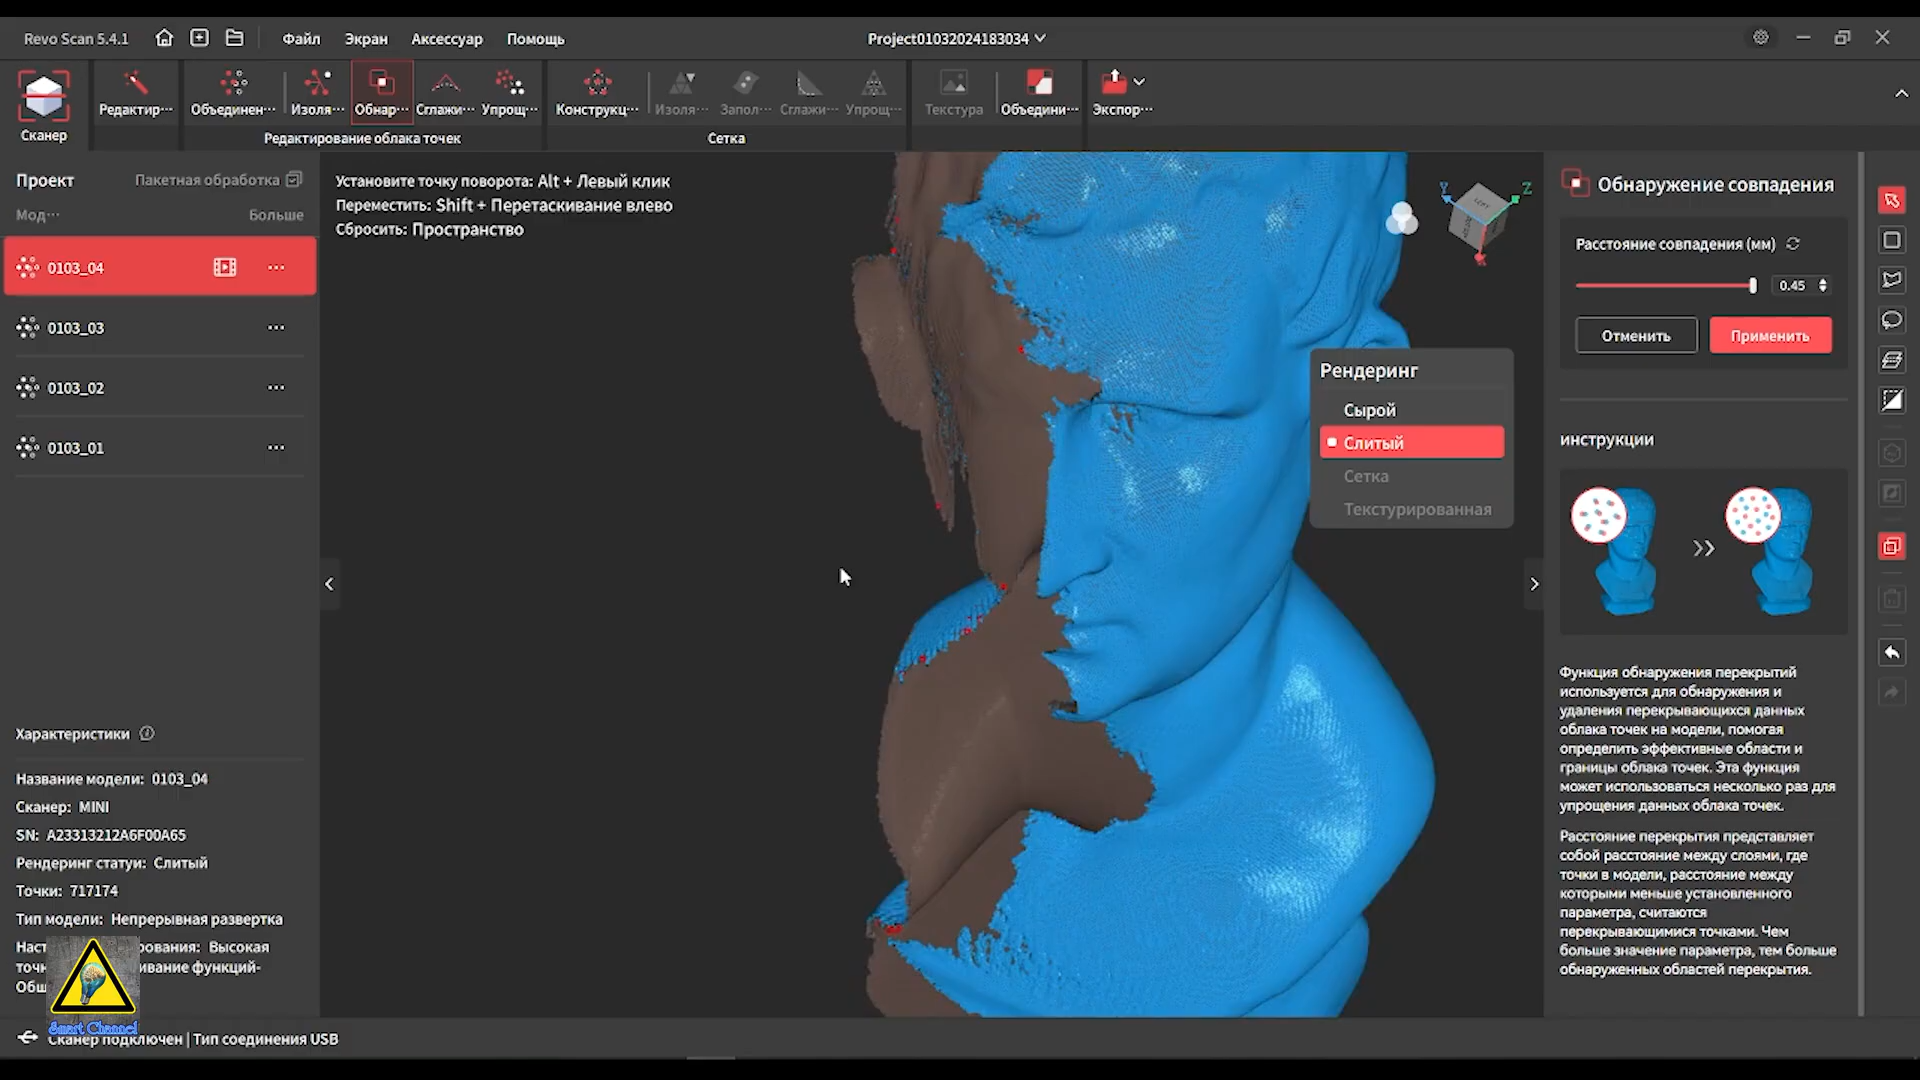 Revo Scan 5.4.1
Файл
Экран
Аксессуар
Помощь
Project01032024183034
Сканер
Редактир···
Объединен···
Изоля···
Обнар···
Сглажи···
Упрощ···
Редактирование облака точек
Конструкц···
Изоля···
Запол···
Сглажи···
Упрощ···
Сетка
Текстура
Объедини···
Экспор···
Проект
Пакетная обработка
Мод···
Больше
0103_04
0103_03
0103_02
0103_01
Характеристики
Название модели: 0103_04
Сканер: MINI
SN: A23313212A6F00A65
Рендеринг статуи: Слитый
Точки: 717174
Тип модели: Непрерывная развертка
Наст
рования: Высокая
точн
ивание функций-
Общ
Smart Channel
Сканер подключен | Тип соединения USB
Установите точку поворота: Alt + Левый клик
Переместить: Shift + Перетаскивание влево
Сбросить: Пространство
Y
Z
X
LEFT
Рендеринг
Сырой
Слитый
Сетка
Текстурированная
Обнаружение совпадения
Расстояние совпадения (мм)
0.45
Отменить
Применить
инструкции
Функция обнаружения перекрытий
используется для обнаружения и
удаления перекрывающихся данных
облака точек на модели, помогая
определить эффективные области и
границы облака точек. Эта функция
может использоваться несколько раз для
упрощения данных облака точек.
Расстояние перекрытия представляет
собой расстояние между слоями, где
точки в модели, расстояние между
которыми меньше установленного
параметра, считаются
перекрывающимися точками. Чем
больше значение параметра, тем больше
обнаруженных областей перекрытия.